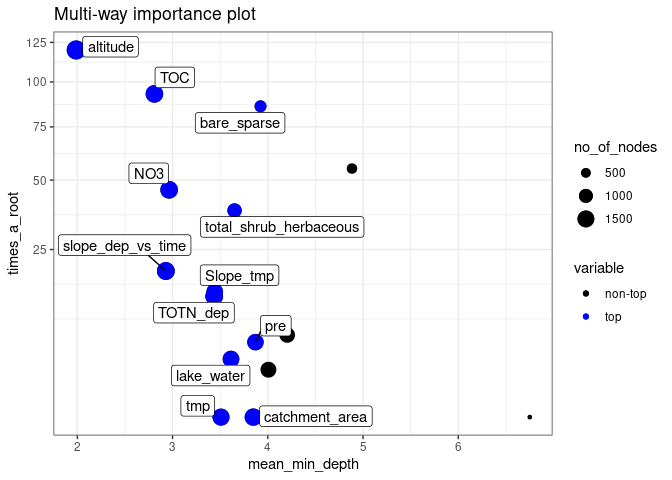 Multi-way importance plot
125
100
75
50
25
times_a_root
altitude
TOC
bare_sparse
NO3
total_shrub_herbaceous
slope_dep_vs_time
Slope_tmp
TOTN_dep
pre
lake_water
tmp
catchment_area
2
3
4
5
6
mean_min_depth
no_of_nodes
500
1000
1500
variable
non-top
top